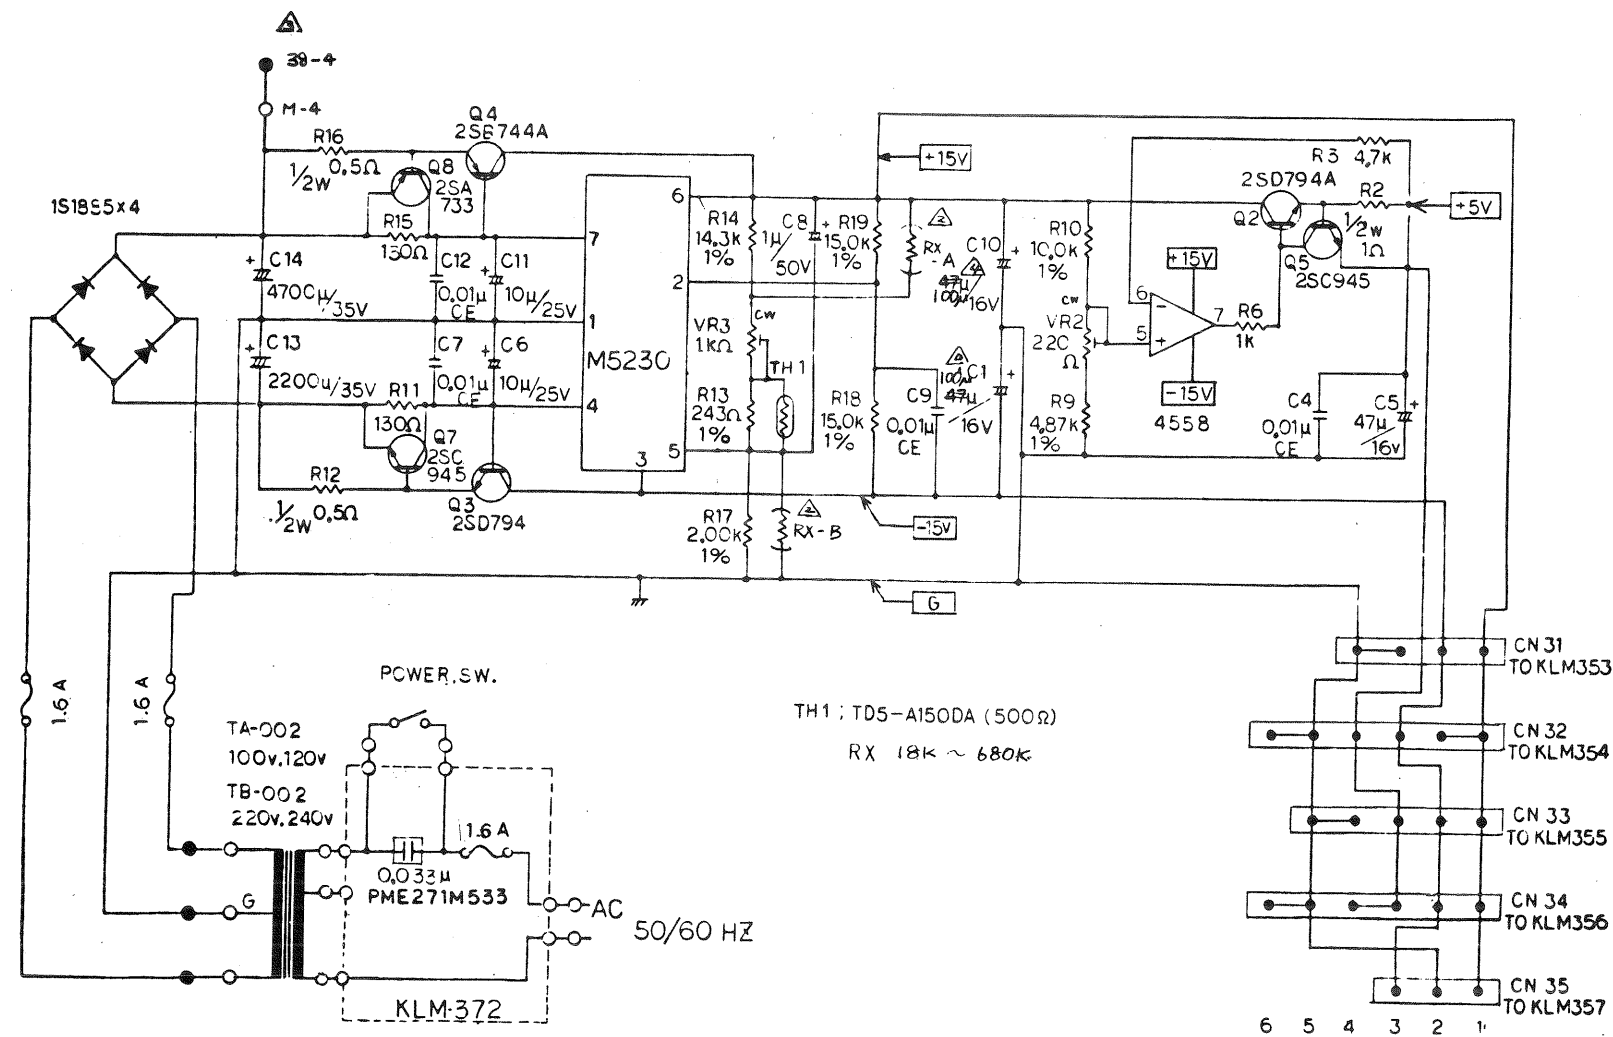 3
38-4
M-4
Q4
2SB744A
R16
0.5Ω
1/2W
Q8
2SA
733
1S1885x4
R15
130Ω
C14
4700μ/35V
C12
0.01μ
CE
C11
10μ/25V
C13
2200μ/35V
C7
0.01μ
CE
C6
10μ/25V
R11
130Ω
Q7
2SC
945
R12
1/2W 0.5Ω
Q3
2SD794
7
1
4
M5230
6
2
5
3
R14
14.3K
1%
C8
1μ/50V
R19
15.0K
1%
2
RX
-A
+15V
C10
47μ
100μ
16V
VR3
1KΩ
CW
TH1
R13
243Ω
1%
R18
15.0K
1%
C9
0.01μ
CE
100μ
C1
47μ
16V
R10
10.0K
1%
CW
VR2
220
Ω
R9
4.87K
1%
R17
2.00K
1%
2
RX-B
-15V
G
R3 4.7K
2SD794A
Q2
R2
1/2W
1Ω
+5V
Q5
2SC945
+15V
6
5
7
-
+
R6
1K
-15V
4558
C4
0.01μ
CE
C5
47μ
16V
1.6A
1.6A
POWER.SW.
TA-002
100V.120V
TB-002
220V.240V
1.6A
0.033μ
PME271M533
G
AC
50/60 HZ
KLM-372
TH1; TD5-A150DA (500Ω)
RX 18K ~ 680K
CN 31
TO KLM353
CN 32
TO KLM354
CN 33
TO KLM355
CN 34
TO KLM356
CN 35
TO KLM357
6 5 4 3 2 1